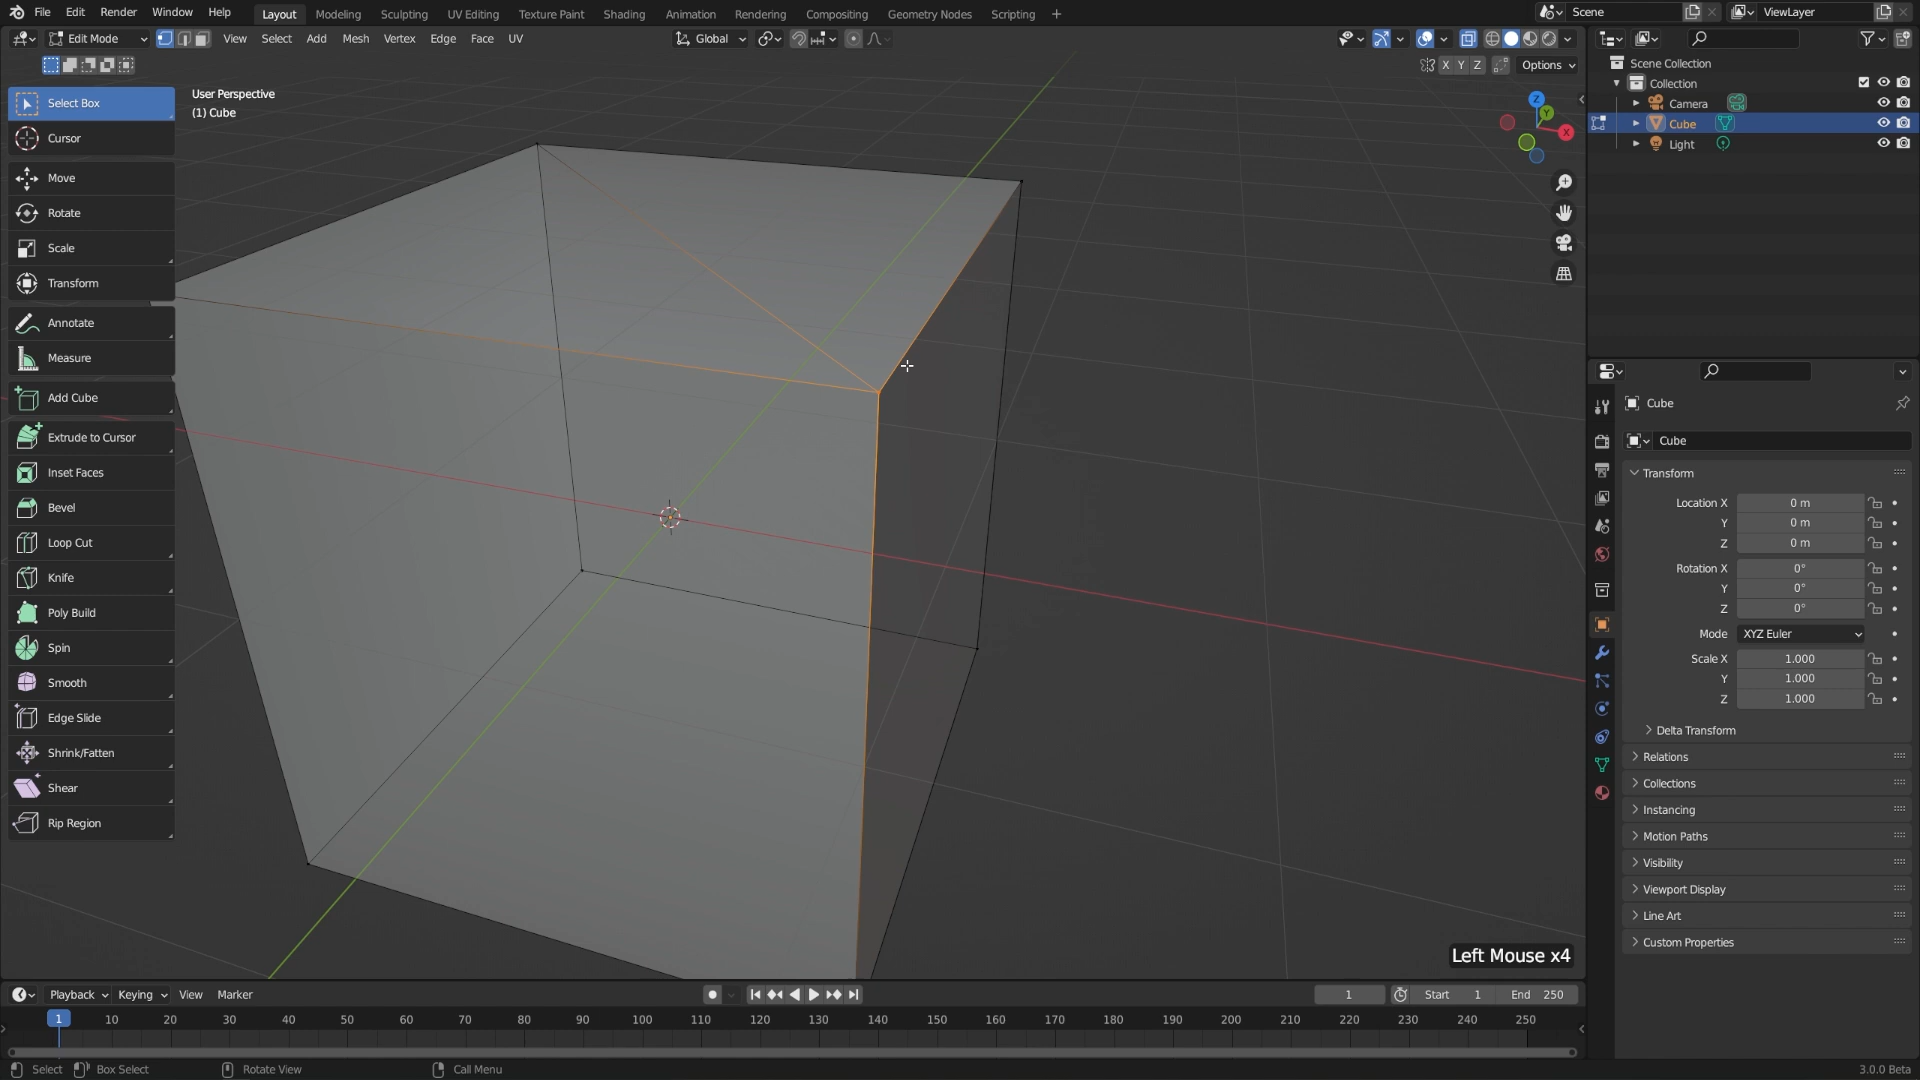 File Edit Render Window Help Layout Modeling Sculpting UV Editing Texture Paint Shading Animation Rendering Compositing Geometry Nodes Scripting + Scene ViewLayer
Edit Mode View Select Add Mesh Vertex Edge Face UV Global
X Y Z Options
Select Box
Cursor
Move
Rotate
Scale
Transform
Annotate
Measure
Add Cube
Extrude to Cursor
Inset Faces
Bevel
Loop Cut
Knife
Poly Build
Spin
Smooth
Edge Slide
Shrink/Fatten
Shear
Rip Region
User Perspective
(1) Cube
Z
Y
X
Left Mouse x4
Scene Collection
Collection
Camera
Cube
Light
Cube
Cube
Transform
Location X 0 m
Y 0 m
Z 0 m
Rotation X 0°
Y 0°
Z 0°
Mode XYZ Euler
Scale X 1.000
Y 1.000
Z 1.000
Delta Transform
Relations
Collections
Instancing
Motion Paths
Visibility
Viewport Display
Line Art
Custom Properties
Playback Keying View Marker 1 Start 1 End 250
1 10 20 30 40 50 60 70 80 90 100 110 120 130 140 150 160 170 180 190 200 210 220 230 240 250
Select Box Select Rotate View Call Menu 3.0.0 Beta